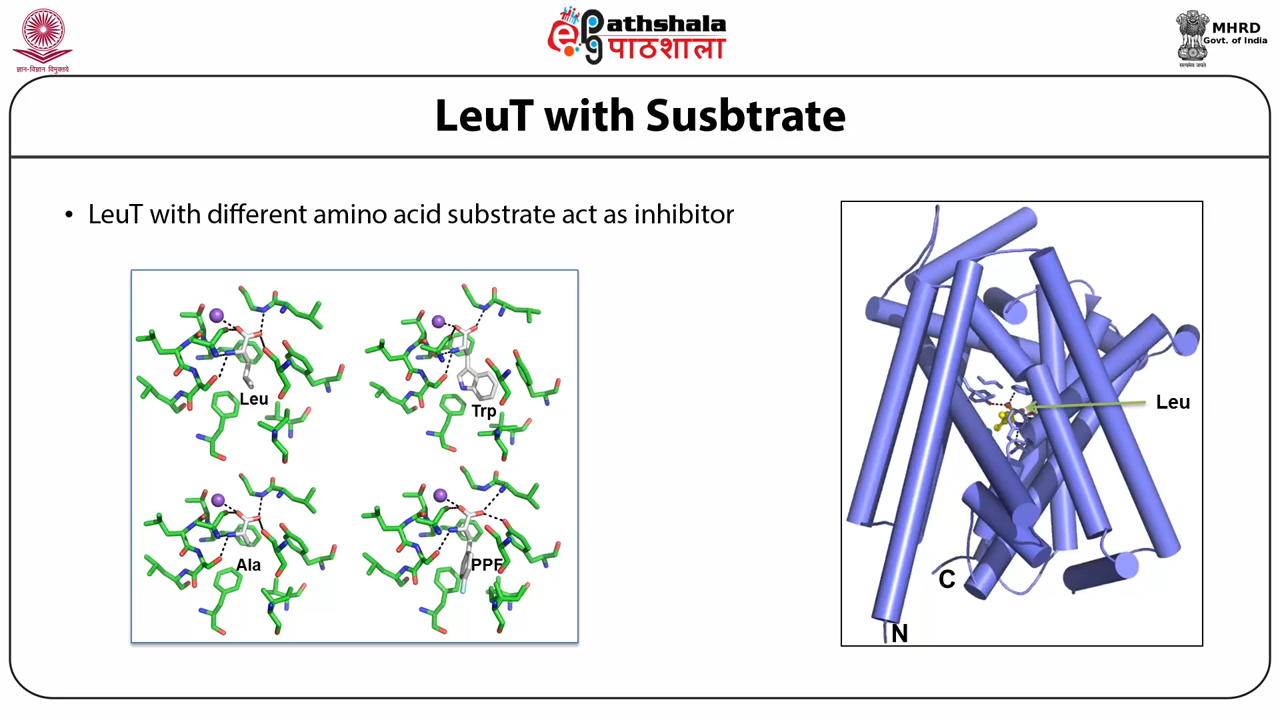 ज्ञान-विज्ञान विमुक्तये
epg Pathshala
पाठशाला
MHRD
Govt. of India
सत्यमेव जयते
LeuT with Susbtrate
• LeuT with different amino acid substrate act as inhibitor
Leu
Trp
Ala
PPF
Leu
C
N